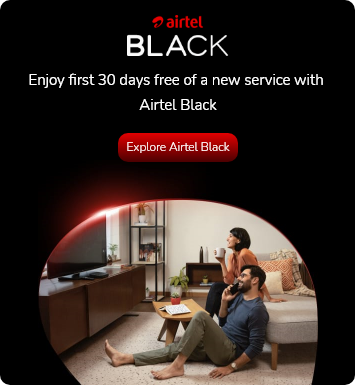 airtel
BLACK
Enjoy first 30 days free of a new service with
Airtel Black
Explore Airtel Black